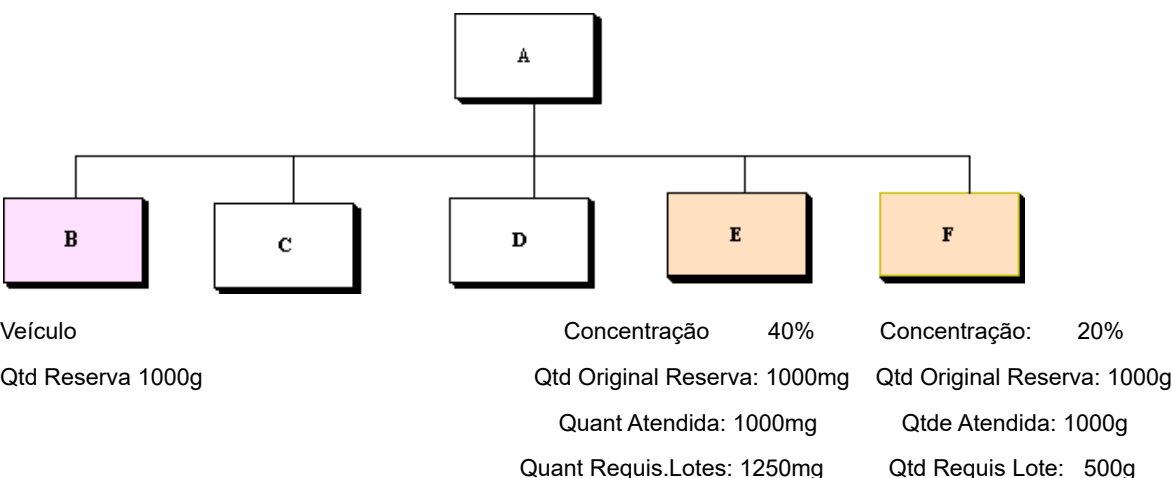 A
B
C
D
E
F
Veículo
Concentração 40%
Concentração: 20%
Qtd Reserva 1000g
Qtd Original Reserva: 1000mg
Qtd Original Reserva: 1000g
Quant Atendida: 1000mg
Qtde Atendida: 1000g
Quant Requis.Lotes: 1250mg
Qtd Requis Lote: 500g